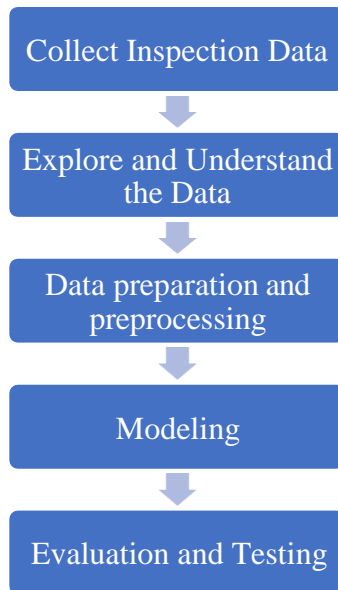 Collect Inspection Data
Explore and Understand
the Data
Data preparation and
preprocessing
Modeling
Evaluation and Testing